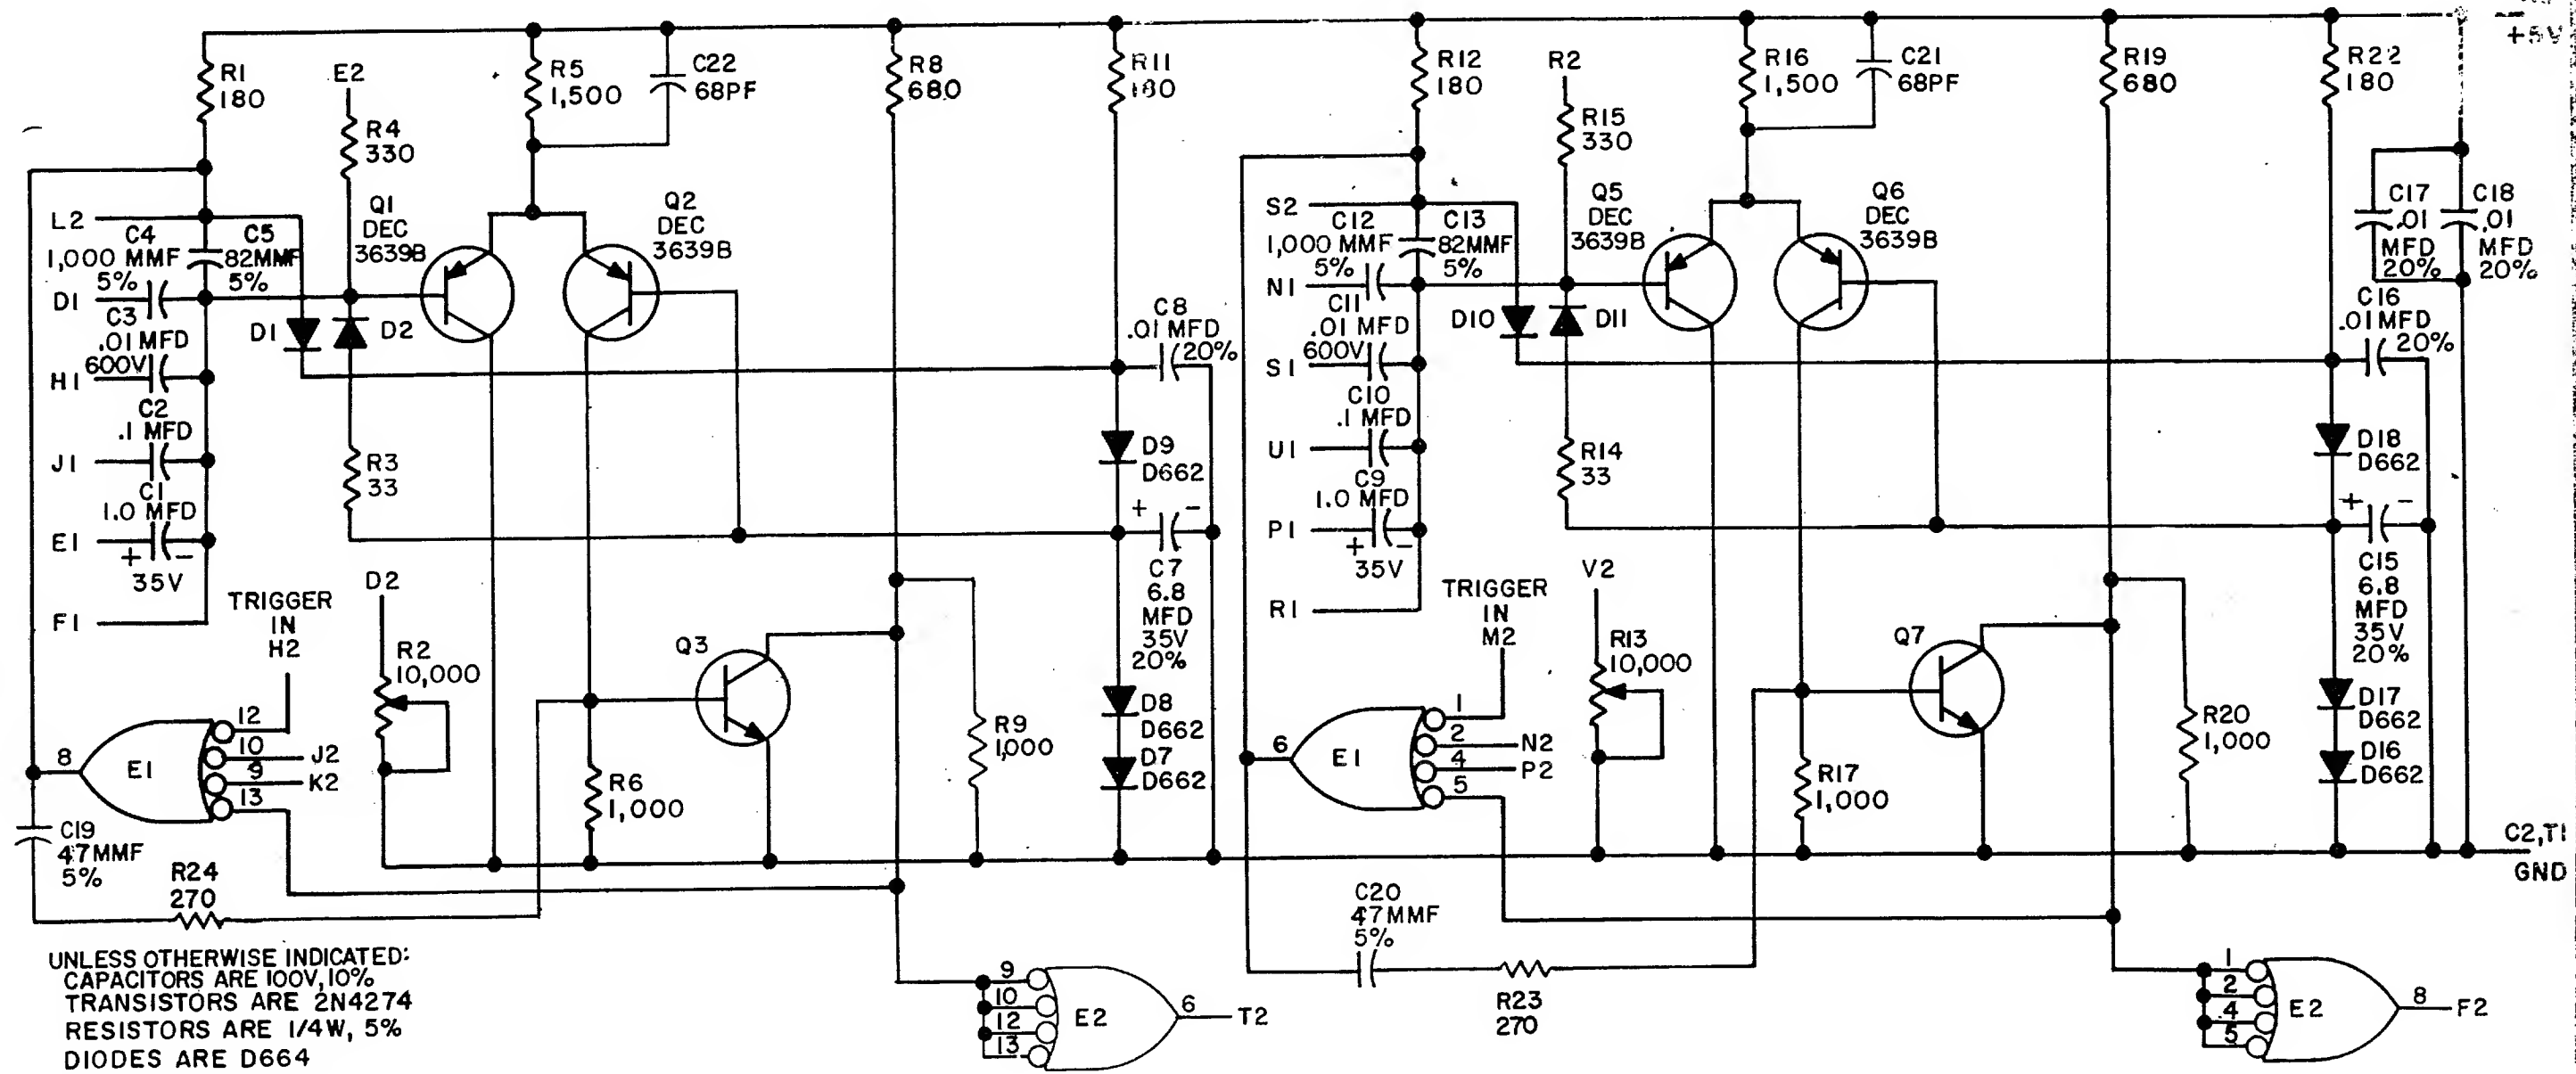 +5V
R1
180
E2
R4
330
R5
1,500
C22
68PF
R8
680
R11
180
R12
180
R2
R15
330
R16
1,500
C21
68PF
R19
680
R22
180
L2
C4
1,000 MMF
5%
C5
82MMF
5%
Q1
DEC
3639B
Q2
DEC
3639B
D1
C3
.01 MFD
600V
H1
C2
.1 MFD
J1
C1
1.0 MFD
E1
+ -
35V
F1
D1
D2
R3
33
C8
.01 MFD
20%
D9
D662
+ -
C7
6.8
MFD
35V
20%
D8
D662
D7
D662
TRIGGER
IN
H2
D2
R2
10,000
Q3
R9
1,000
R6
1,000
8
E1
12
10
J2
9
K2
13
C19
47MMF
5%
R24
270
S2
C12
1,000 MMF
5%
C13
82MMF
5%
Q5
DEC
3639B
Q6
DEC
3639B
N1
C11
.01 MFD
600V
S1
C10
.1 MFD
U1
C9
1.0 MFD
P1
+ -
35V
R1
D10
D11
R14
33
C17
.01
MFD
20%
C18
.01
MFD
20%
C16
.01 MFD
20%
D18
D662
+ -
C15
6.8
MFD
35V
20%
D17
D662
D16
D662
TRIGGER
IN
M2
V2
R13
10,000
Q7
R20
1,000
R17
1,000
6
E1
1
2
N2
4
P2
5
C2,T1
GND
C20
47MMF
5%
R23
270
UNLESS OTHERWISE INDICATED:
CAPACITORS ARE 100V, 10%
TRANSISTORS ARE 2N4274
RESISTORS ARE 1/4W, 5%
DIODES ARE D664
9
10
12
13
E2
6
T2
1
2
4
5
E2
8
F2